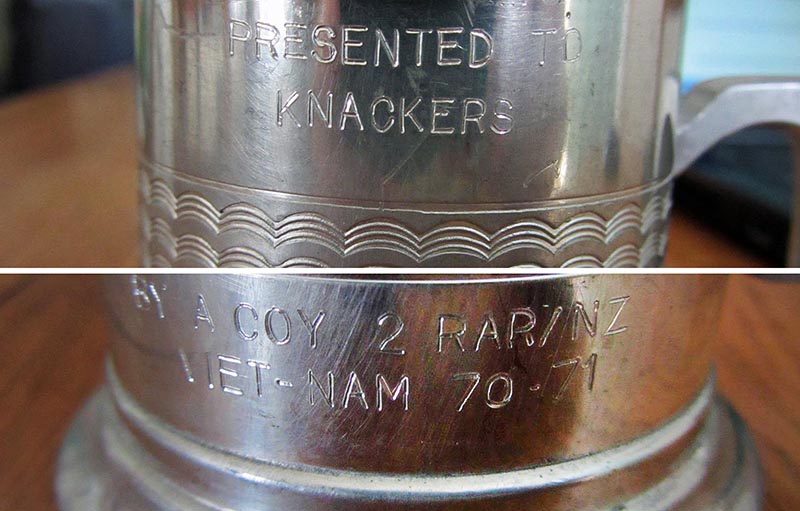 PRESENTED TO
KNACKERS
BY A COY 2 RAR/NZ
VIET-NAM 70-71